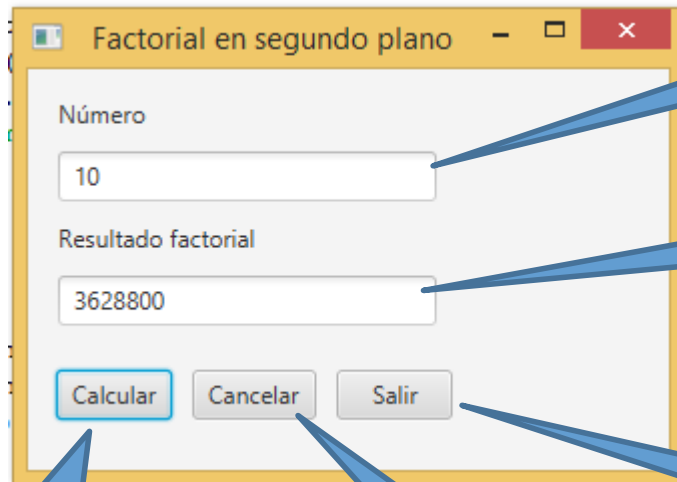 Factorial en segundo plano
Número
10
Resultado factorial
3628800
Calcular Cancelar Salir